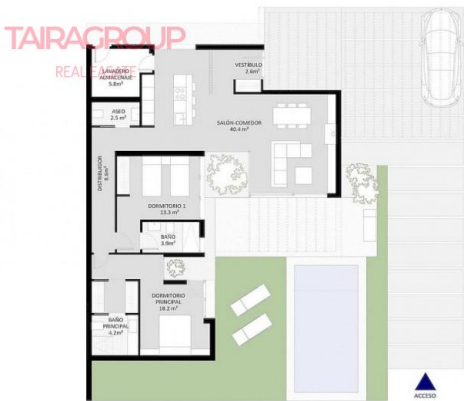 TAIRAGROUP
REAL EASATE
LAVADERO
ALMACENAJE
5.8m²
VESTÍBULO
2.6m²
ASEO
2.5 m²
SALÓN-COMEDOR
40.4 m²
DISTRIBUIDOR
8.6m²
DORMITORIO 1
13.3 m²
BAÑO
3.9m²
DORMITORIO
PRINCIPAL
18.2 m²
BAÑO
PRINCIPAL
4.2m²
ACCESO